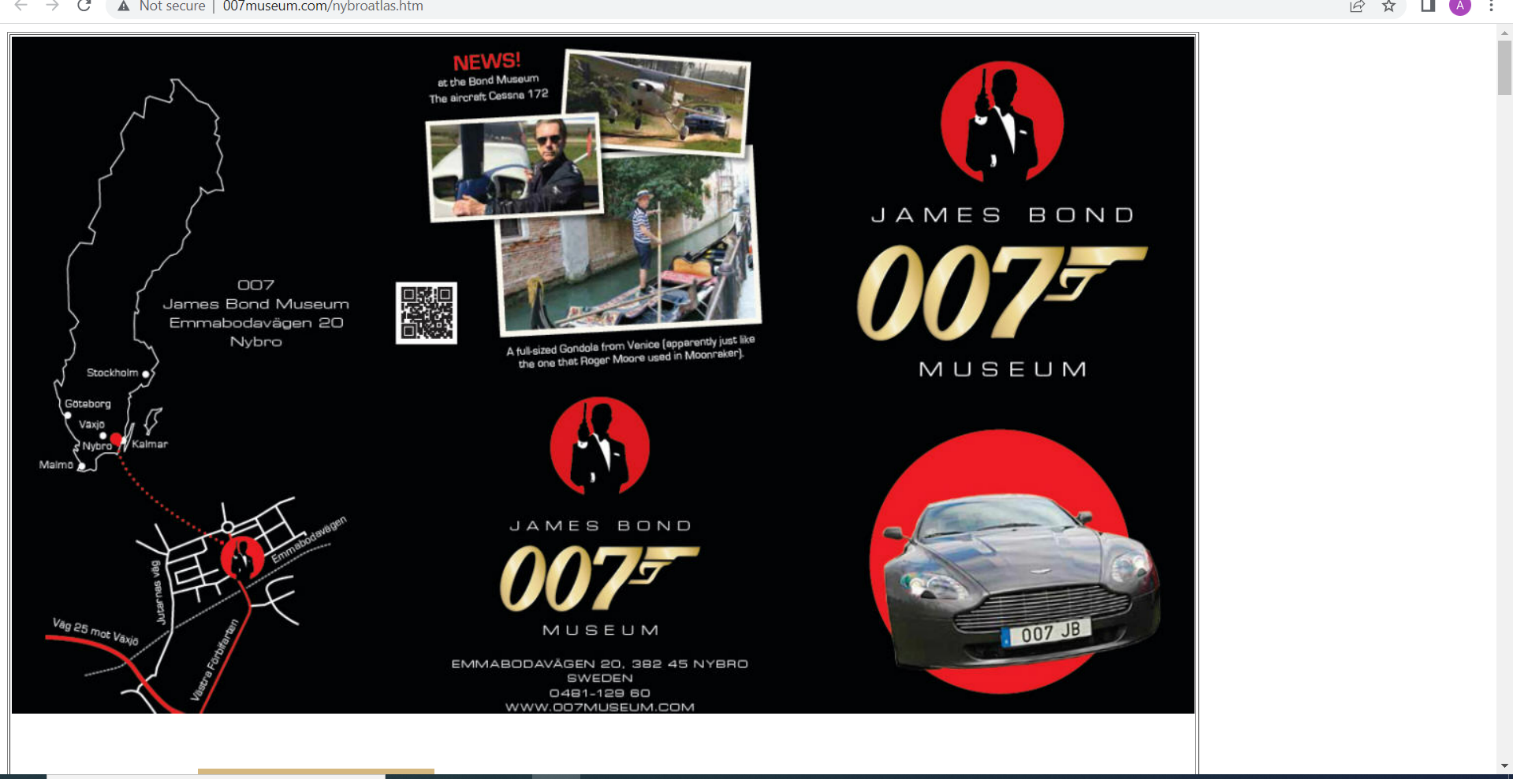 Not secure | 007museum.com/nybroatlas.htm
A
NEWS!
at the Bond Museum
The aircraft Cessna 172
A full-sized Gondola from Venice (apparently just like
the one that Roger Moore used in Moonraker).
007
James Bond Museum
Emmabodavägen 20
Nybro
Stockholm
Göteborg
Växjö
Nybro
Kalmar
Malmö
Emmabodavägen
Jutarnas väg
Väg 25 mot Växjö
Västra Förbifarten
JAMES BOND
007
MUSEUM
EMMABODAVÄGEN 20, 382 45 NYBRO
SWEDEN
0481-129 60
WWW.007MUSEUM.COM
JAMES BOND
007
MUSEUM
007 JB